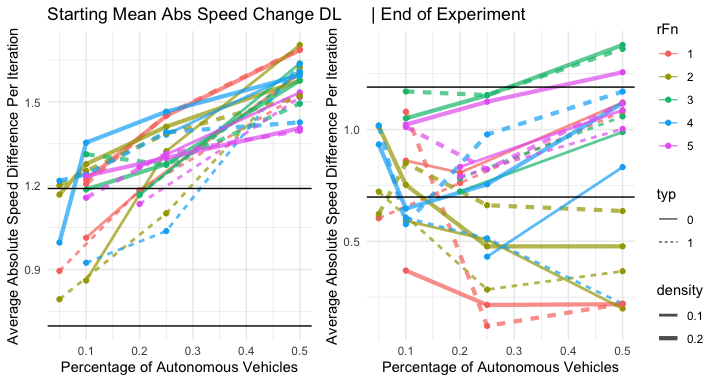 Starting Mean Abs Speed Change DL | End of Experiment
Average Absolute Speed Difference Per Iteration
1.5
1.2
0.9
0.1 0.2 0.3 0.4 0.5
Percentage of Autonomous Vehicles
Average Absolute Speed Difference Per Iteration
1.0
0.5
0.1 0.2 0.3 0.4 0.5
Percentage of Autonomous Vehicles
rFn
1
2
3
4
5
typ
0
1
density
0.1
0.2